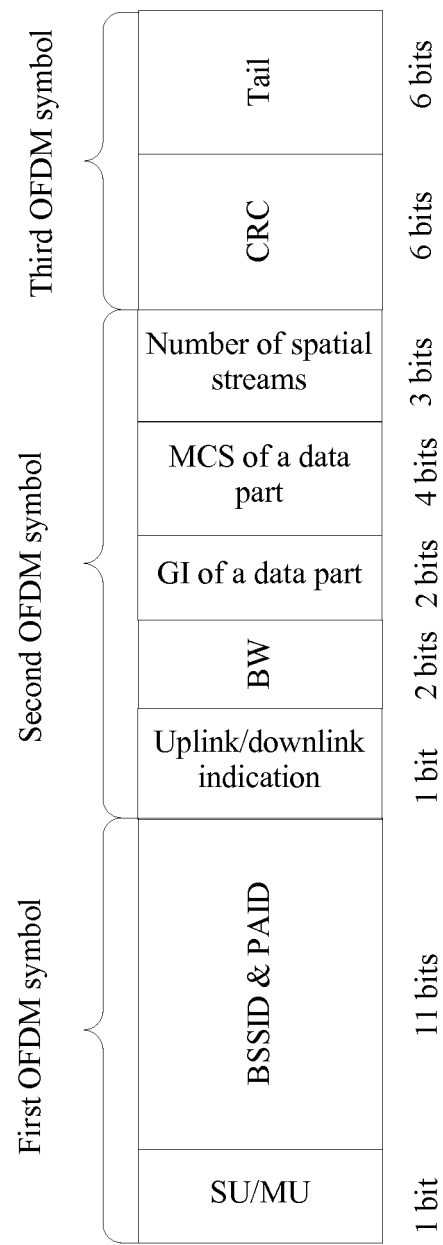 Third OFDM symbol
Tail
6 bits
CRC
6 bits
Second OFDM symbol
Number of spatial
streams
3 bits
MCS of a data
part
4 bits
GI of a data part
2 bits
BW
2 bits
Uplink/downlink
indication
1 bit
First OFDM symbol
BSSID & PAID
11 bits
SU/MU
1 bit